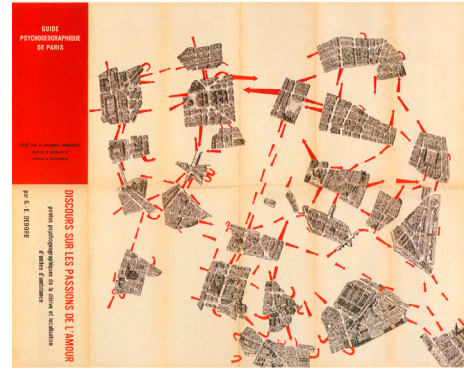 GUIDE
PSYCHOGEOGRAPHIQUE
DE PARIS
EDITE PAR LE BAUHAUS IMAGINISTE
DISCOURS SUR LES PASSIONS DE L'AMOUR
pentes psychogeographiques de la dérive et localisation
d'unités d'ambiance
par G.-E. DEBORD